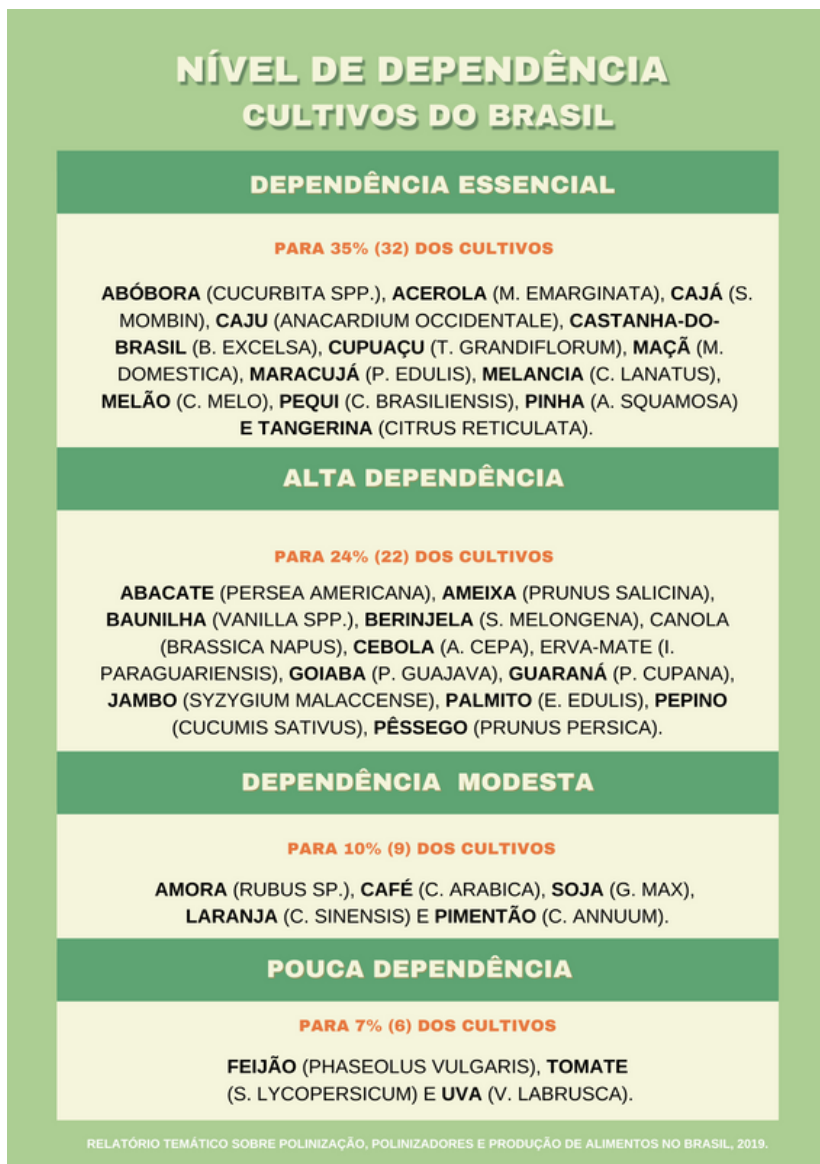 NÍVEL DE DEPENDÊNCIA
CULTIVOS DO BRASIL
DEPENDÊNCIA ESSENCIAL
PARA 35% (32) DOS CULTIVOS
ABÓBORA (CUCURBITA SPP.), ACEROLA (M. EMARGINATA), CAJÁ (S.
MOMBIN), CAJU (ANACARDIUM OCCIDENTALE), CASTANHA-DO-
BRASIL (B. EXCELSA), CUPUAÇU (T. GRANDIFLORUM), MAÇÃ (M.
DOMESTICA), MARACUJÁ (P. EDULIS), MELANCIA (C. LANATUS),
MELÃO (C. MELO), PEQUI (C. BRASILIENSIS), PINHA (A. SQUAMOSA)
E TANGERINA (CITRUS RETICULATA).
ALTA DEPENDÊNCIA
PARA 24% (22) DOS CULTIVOS
ABACATE (PERSEA AMERICANA), AMEIXA (PRUNUS SALICINA),
BAUNILHA (VANILLA SPP.), BERINJELA (S. MELONGENA), CANOLA
(BRASSICA NAPUS), CEBOLA (A. CEPA), ERVA-MATE (I.
PARAGUARIENSIS), GOIABA (P. GUAJAVA), GUARANÁ (P. CUPANA),
JAMBO (SYZYGIUM MALACCENSE), PALMITO (E. EDULIS), PEPINO
(CUCUMIS SATIVUS), PÊSSEGO (PRUNUS PERSICA).
DEPENDÊNCIA MODESTA
PARA 10% (9) DOS CULTIVOS
AMORA (RUBUS SP.), CAFÉ (C. ARABICA), SOJA (G. MAX),
LARANJA (C. SINENSIS) E PIMENTÃO (C. ANNUUM).
POUCA DEPENDÊNCIA
PARA 7% (6) DOS CULTIVOS
FEIJÃO (PHASEOLUS VULGARIS), TOMATE
(S. LYCOPERSICUM) E UVA (V. LABRUSCA).
RELATÓRIO TEMÁTICO SOBRE POLINIZAÇÃO, POLINIZADORES E PRODUÇÃO DE ALIMENTOS NO BRASIL, 2019.